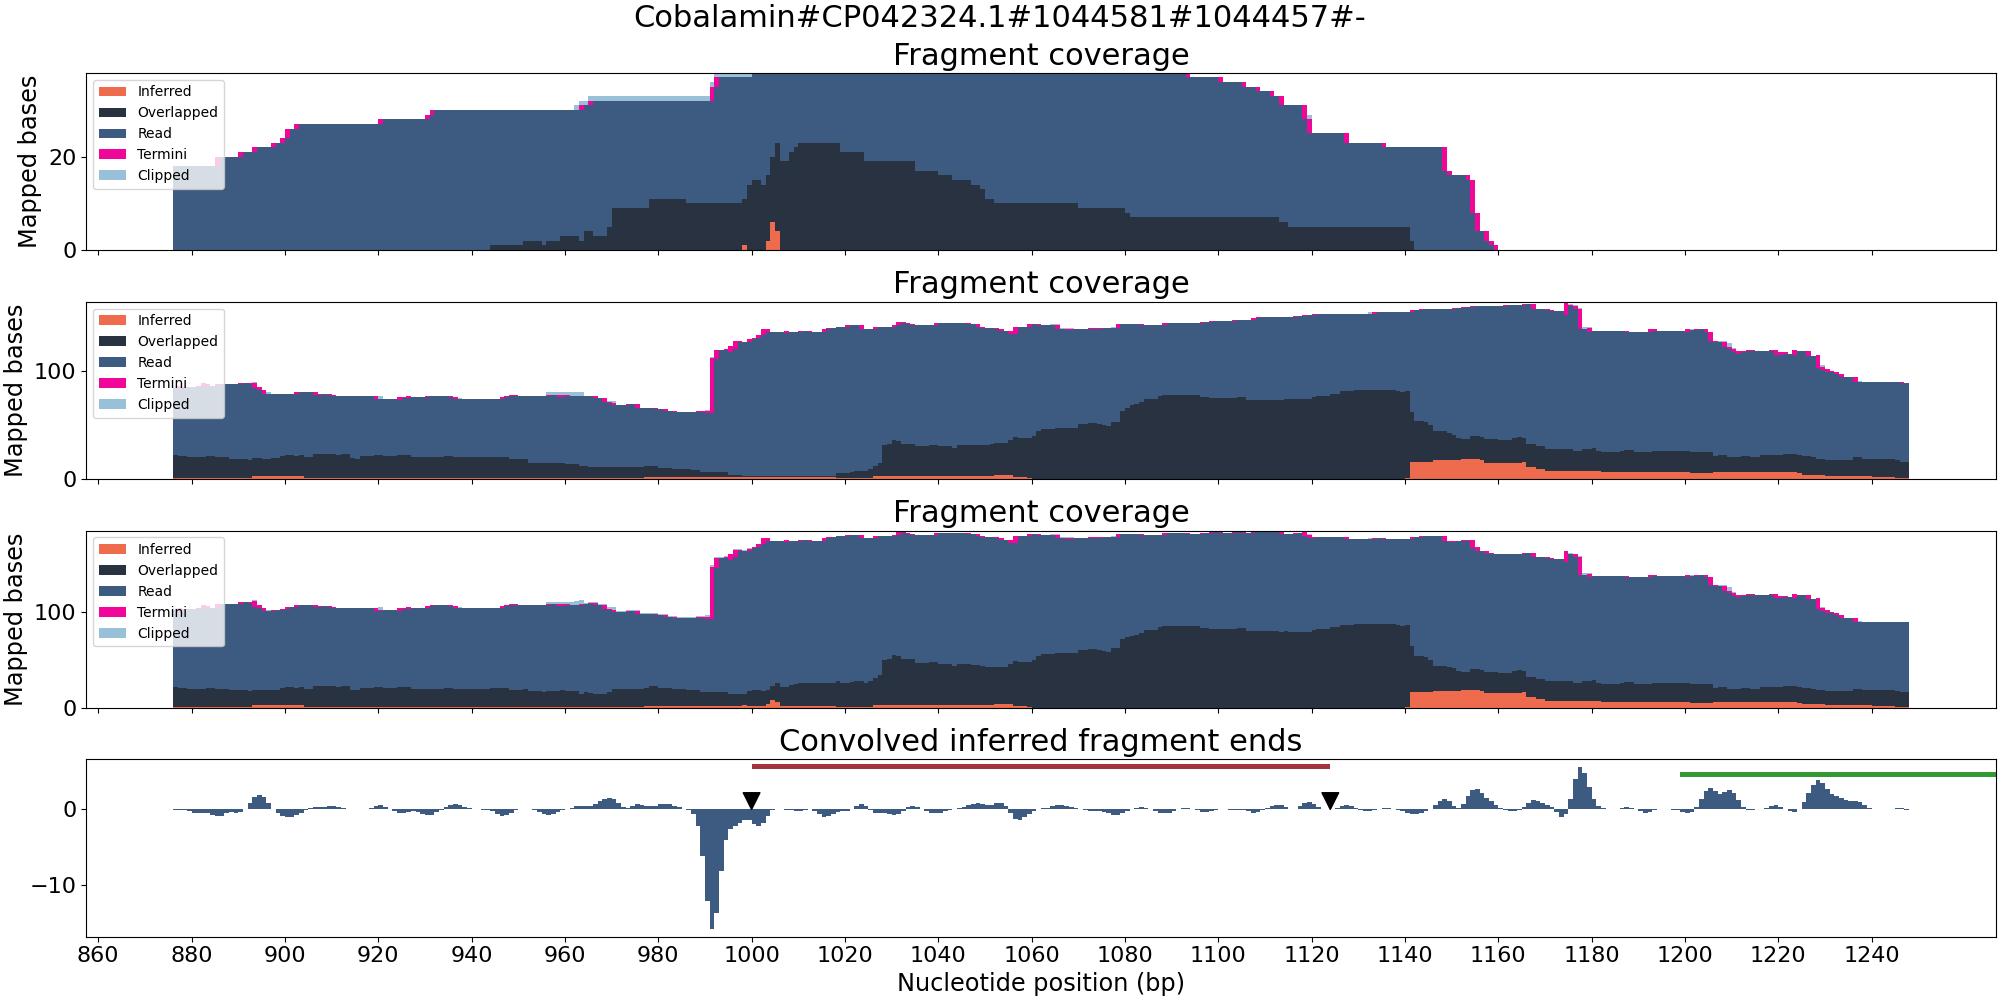 Cobalamin#CP042324.1#1044581#1044457#-
Fragment coverage
Mapped bases
20
0
Inferred
Overlapped
Read
Termini
Clipped
Fragment coverage
Mapped bases
100
0
Inferred
Overlapped
Read
Termini
Clipped
Fragment coverage
Mapped bases
100
0
Inferred
Overlapped
Read
Termini
Clipped
Convolved inferred fragment ends
0
−10
860 880 900 920 940 960 980 1000 1020 1040 1060 1080 1100 1120 1140 1160 1180 1200 1220 1240
Nucleotide position (bp)